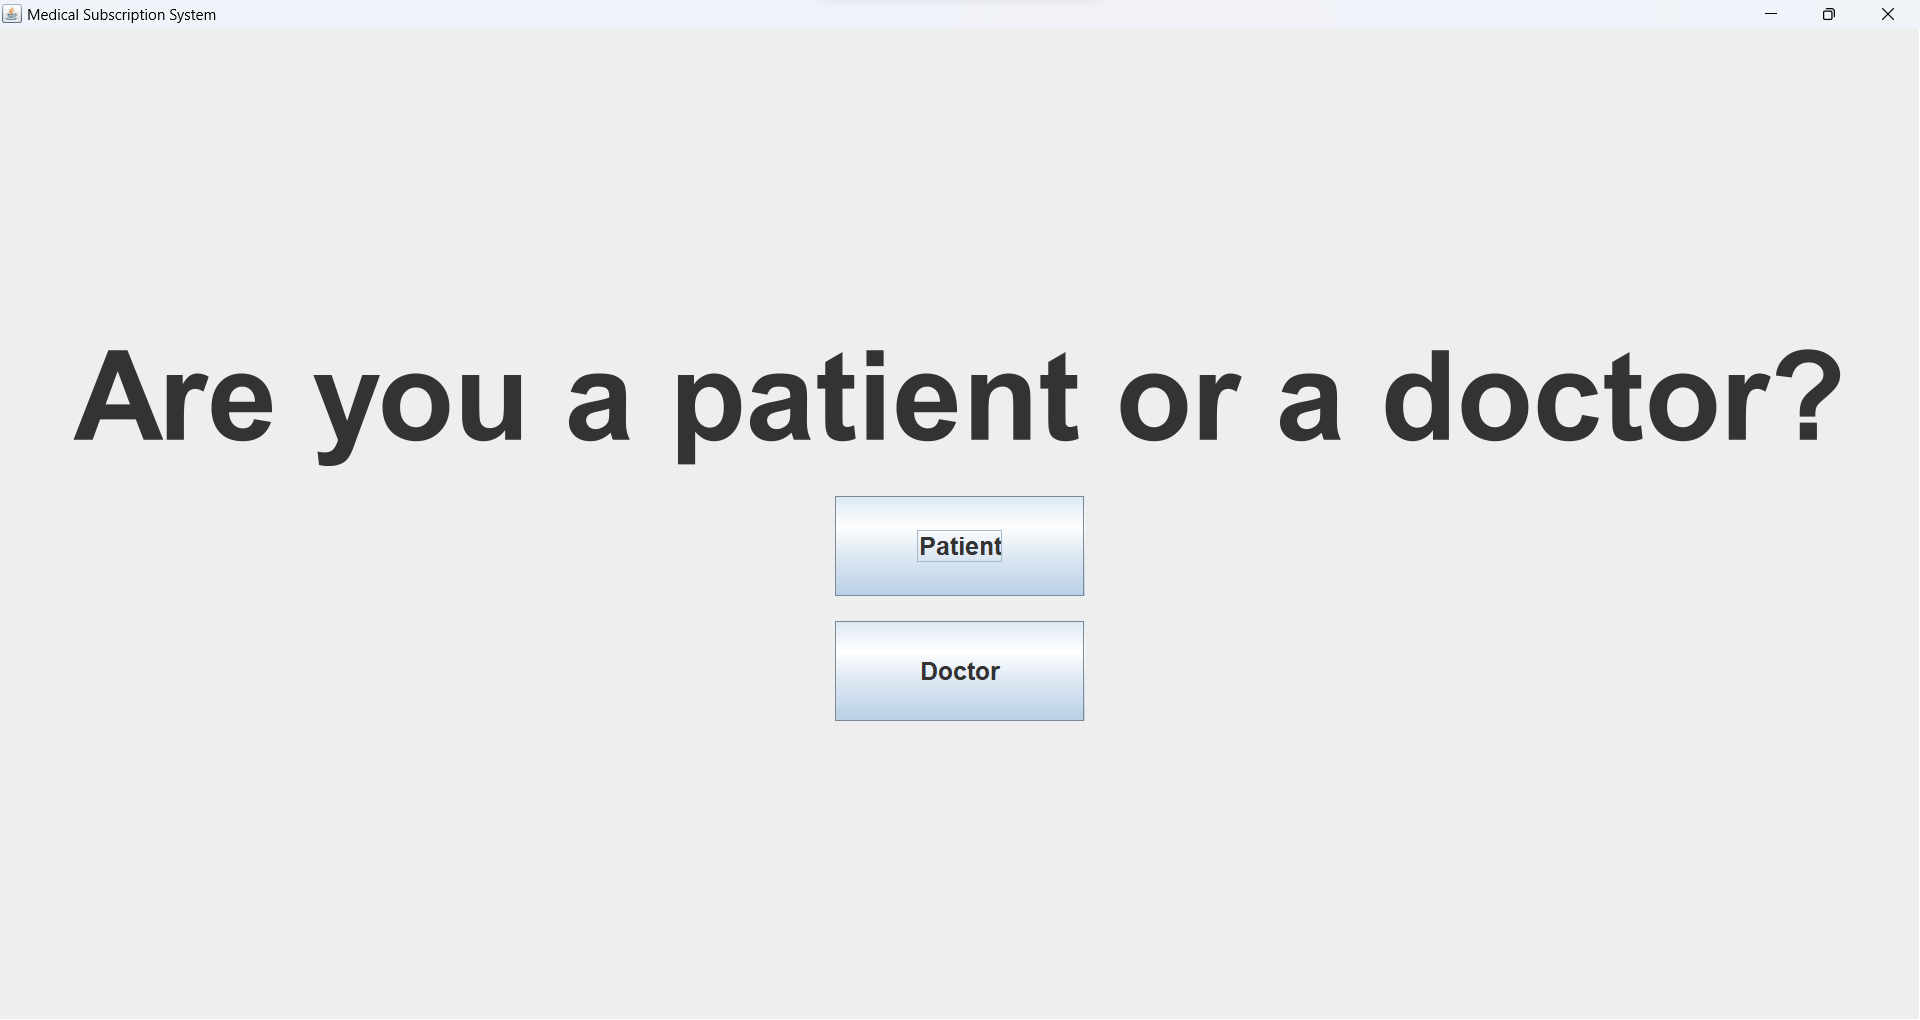 Medical Subscription System
Are you a patient or a doctor?
Patient
Doctor